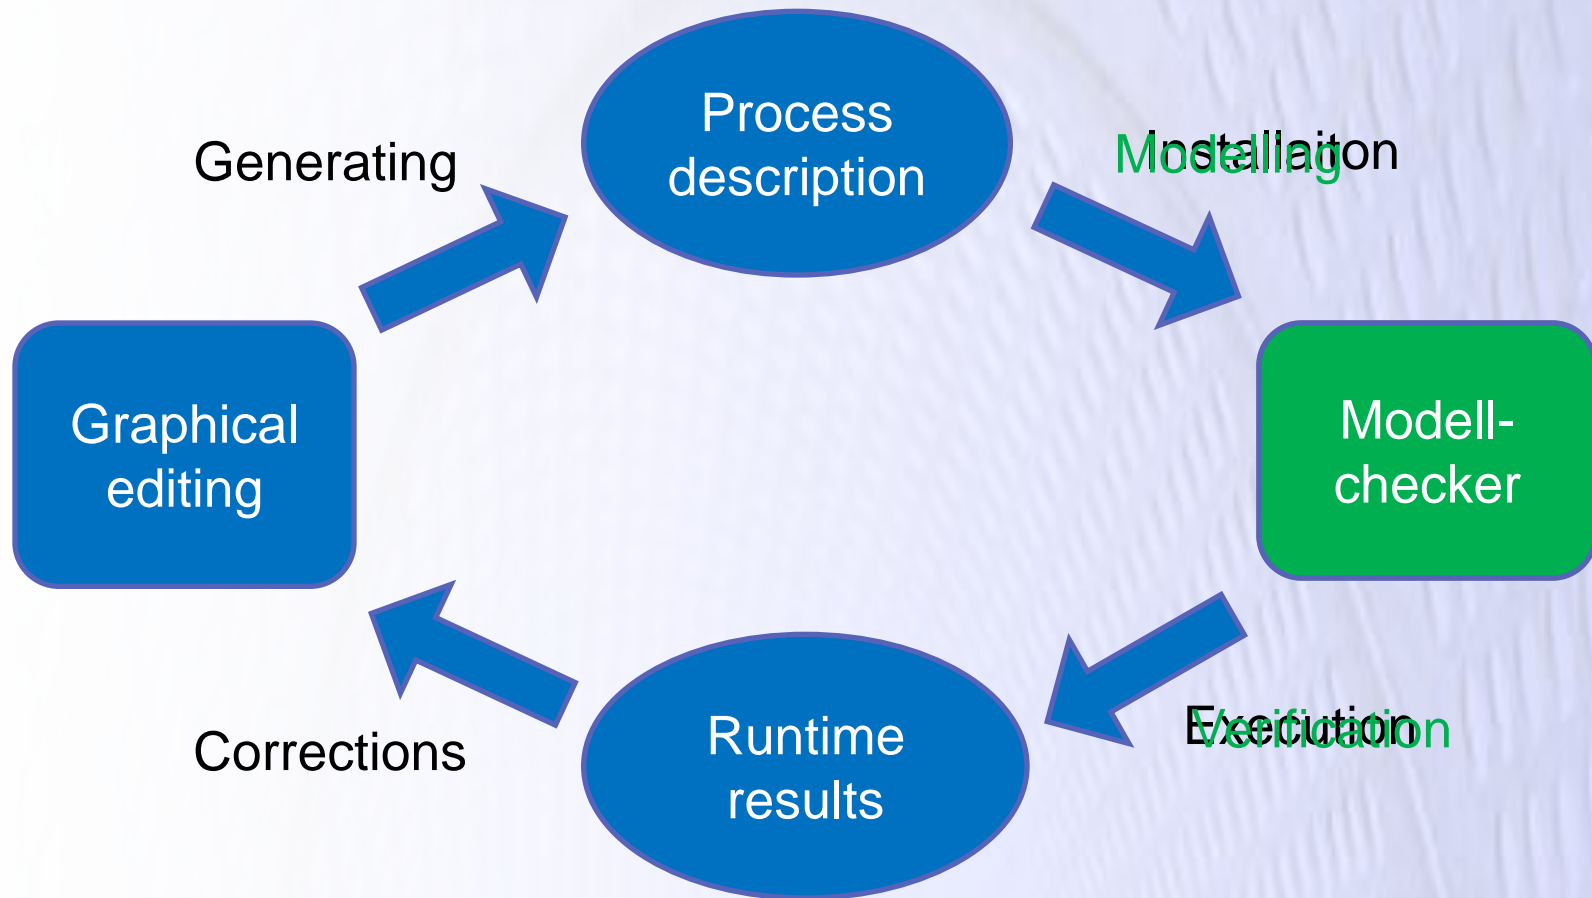 Process
description
Generating
Installaiton
Modelling
Graphical
editing
Modell-
checker
Execution
Verification
Corrections
Runtime
results